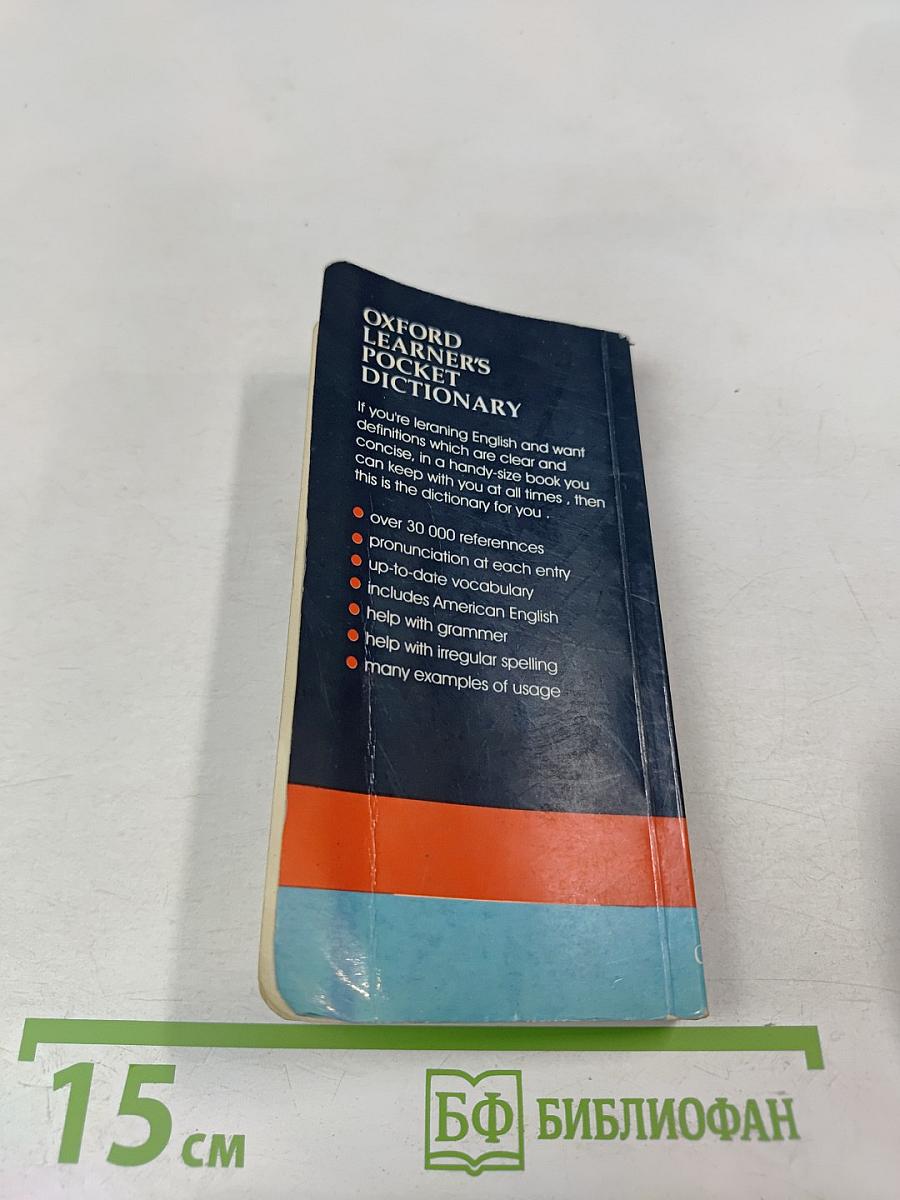 OXFORD
LEARNER'S
POCKET
DICTIONARY
If you're leraning English and want
definitions which are clear and
concise, in a handy-size book you
can keep with you at all times , then
this is the dictionary for you .
over 30 000 referennces
pronunciation at each entry
up-to-date vocabulary
includes American English
help with grammer
help with irregular spelling
many examples of usage
15 см
БФ БИБЛИОФАН